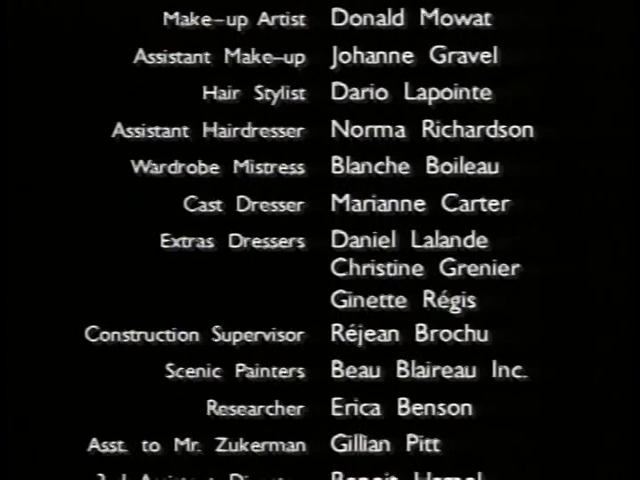 Make-up Artist Donald Mowat
Assistant Make-up Johanne Gravel
Hair Stylist Dario Lapointe
Assistant Hairdresser Norma Richardson
Wardrobe Mistress Blanche Boileau
Cast Dresser Marianne Carter
Extras Dressers Daniel Lalande
Christine Grenier
Ginette Régis
Construction Supervisor Réjean Brochu
Scenic Painters Beau Blaireau Inc.
Researcher Erica Benson
Asst. to Mr. Zukerman Gillian Pitt